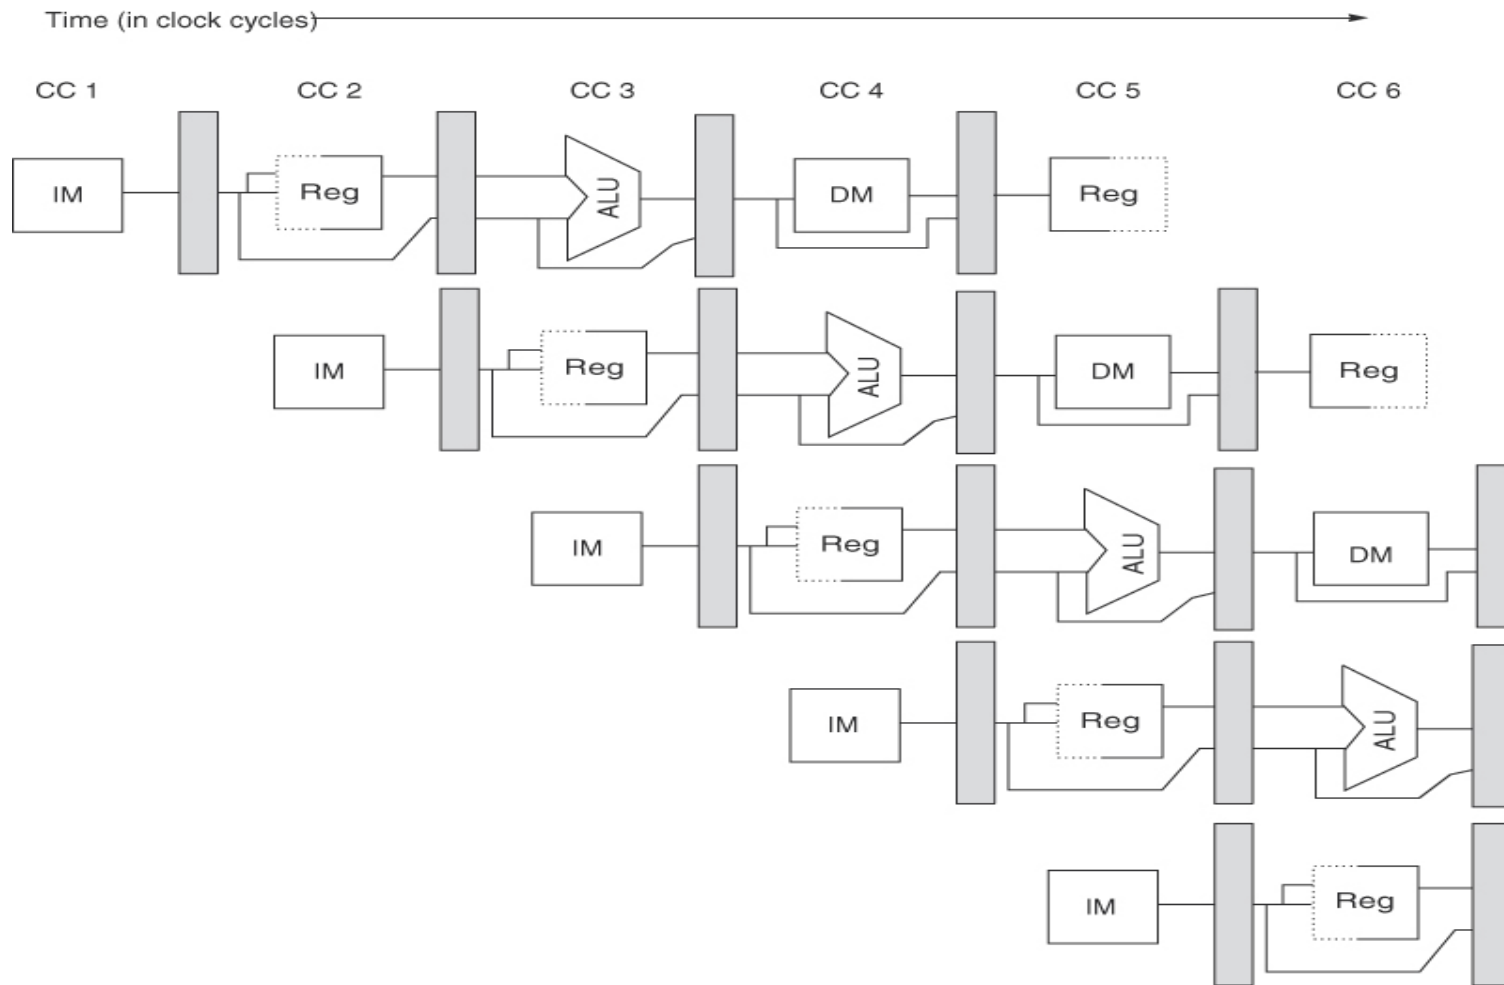 Time (in clock cycles)
CC 1 CC 2 CC 3 CC 4 CC 5 CC 6
IM Reg ALU DM Reg
IM Reg ALU DM Reg
IM Reg ALU DM
IM Reg ALU
IM Reg